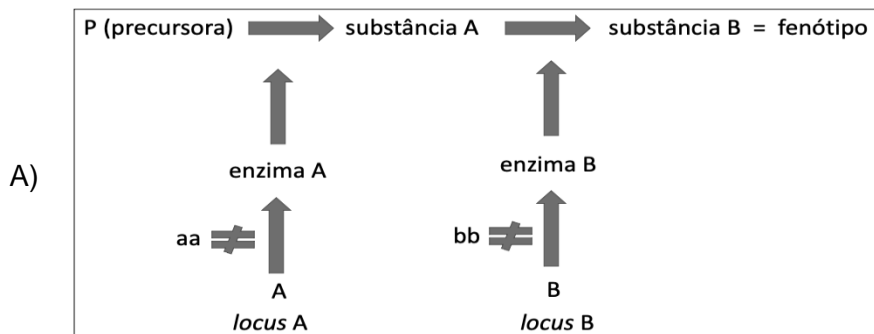 P (precursora) substância A substância B = fenótipo
A)
enzima A enzima B
aa bb
A B
locus A locus B